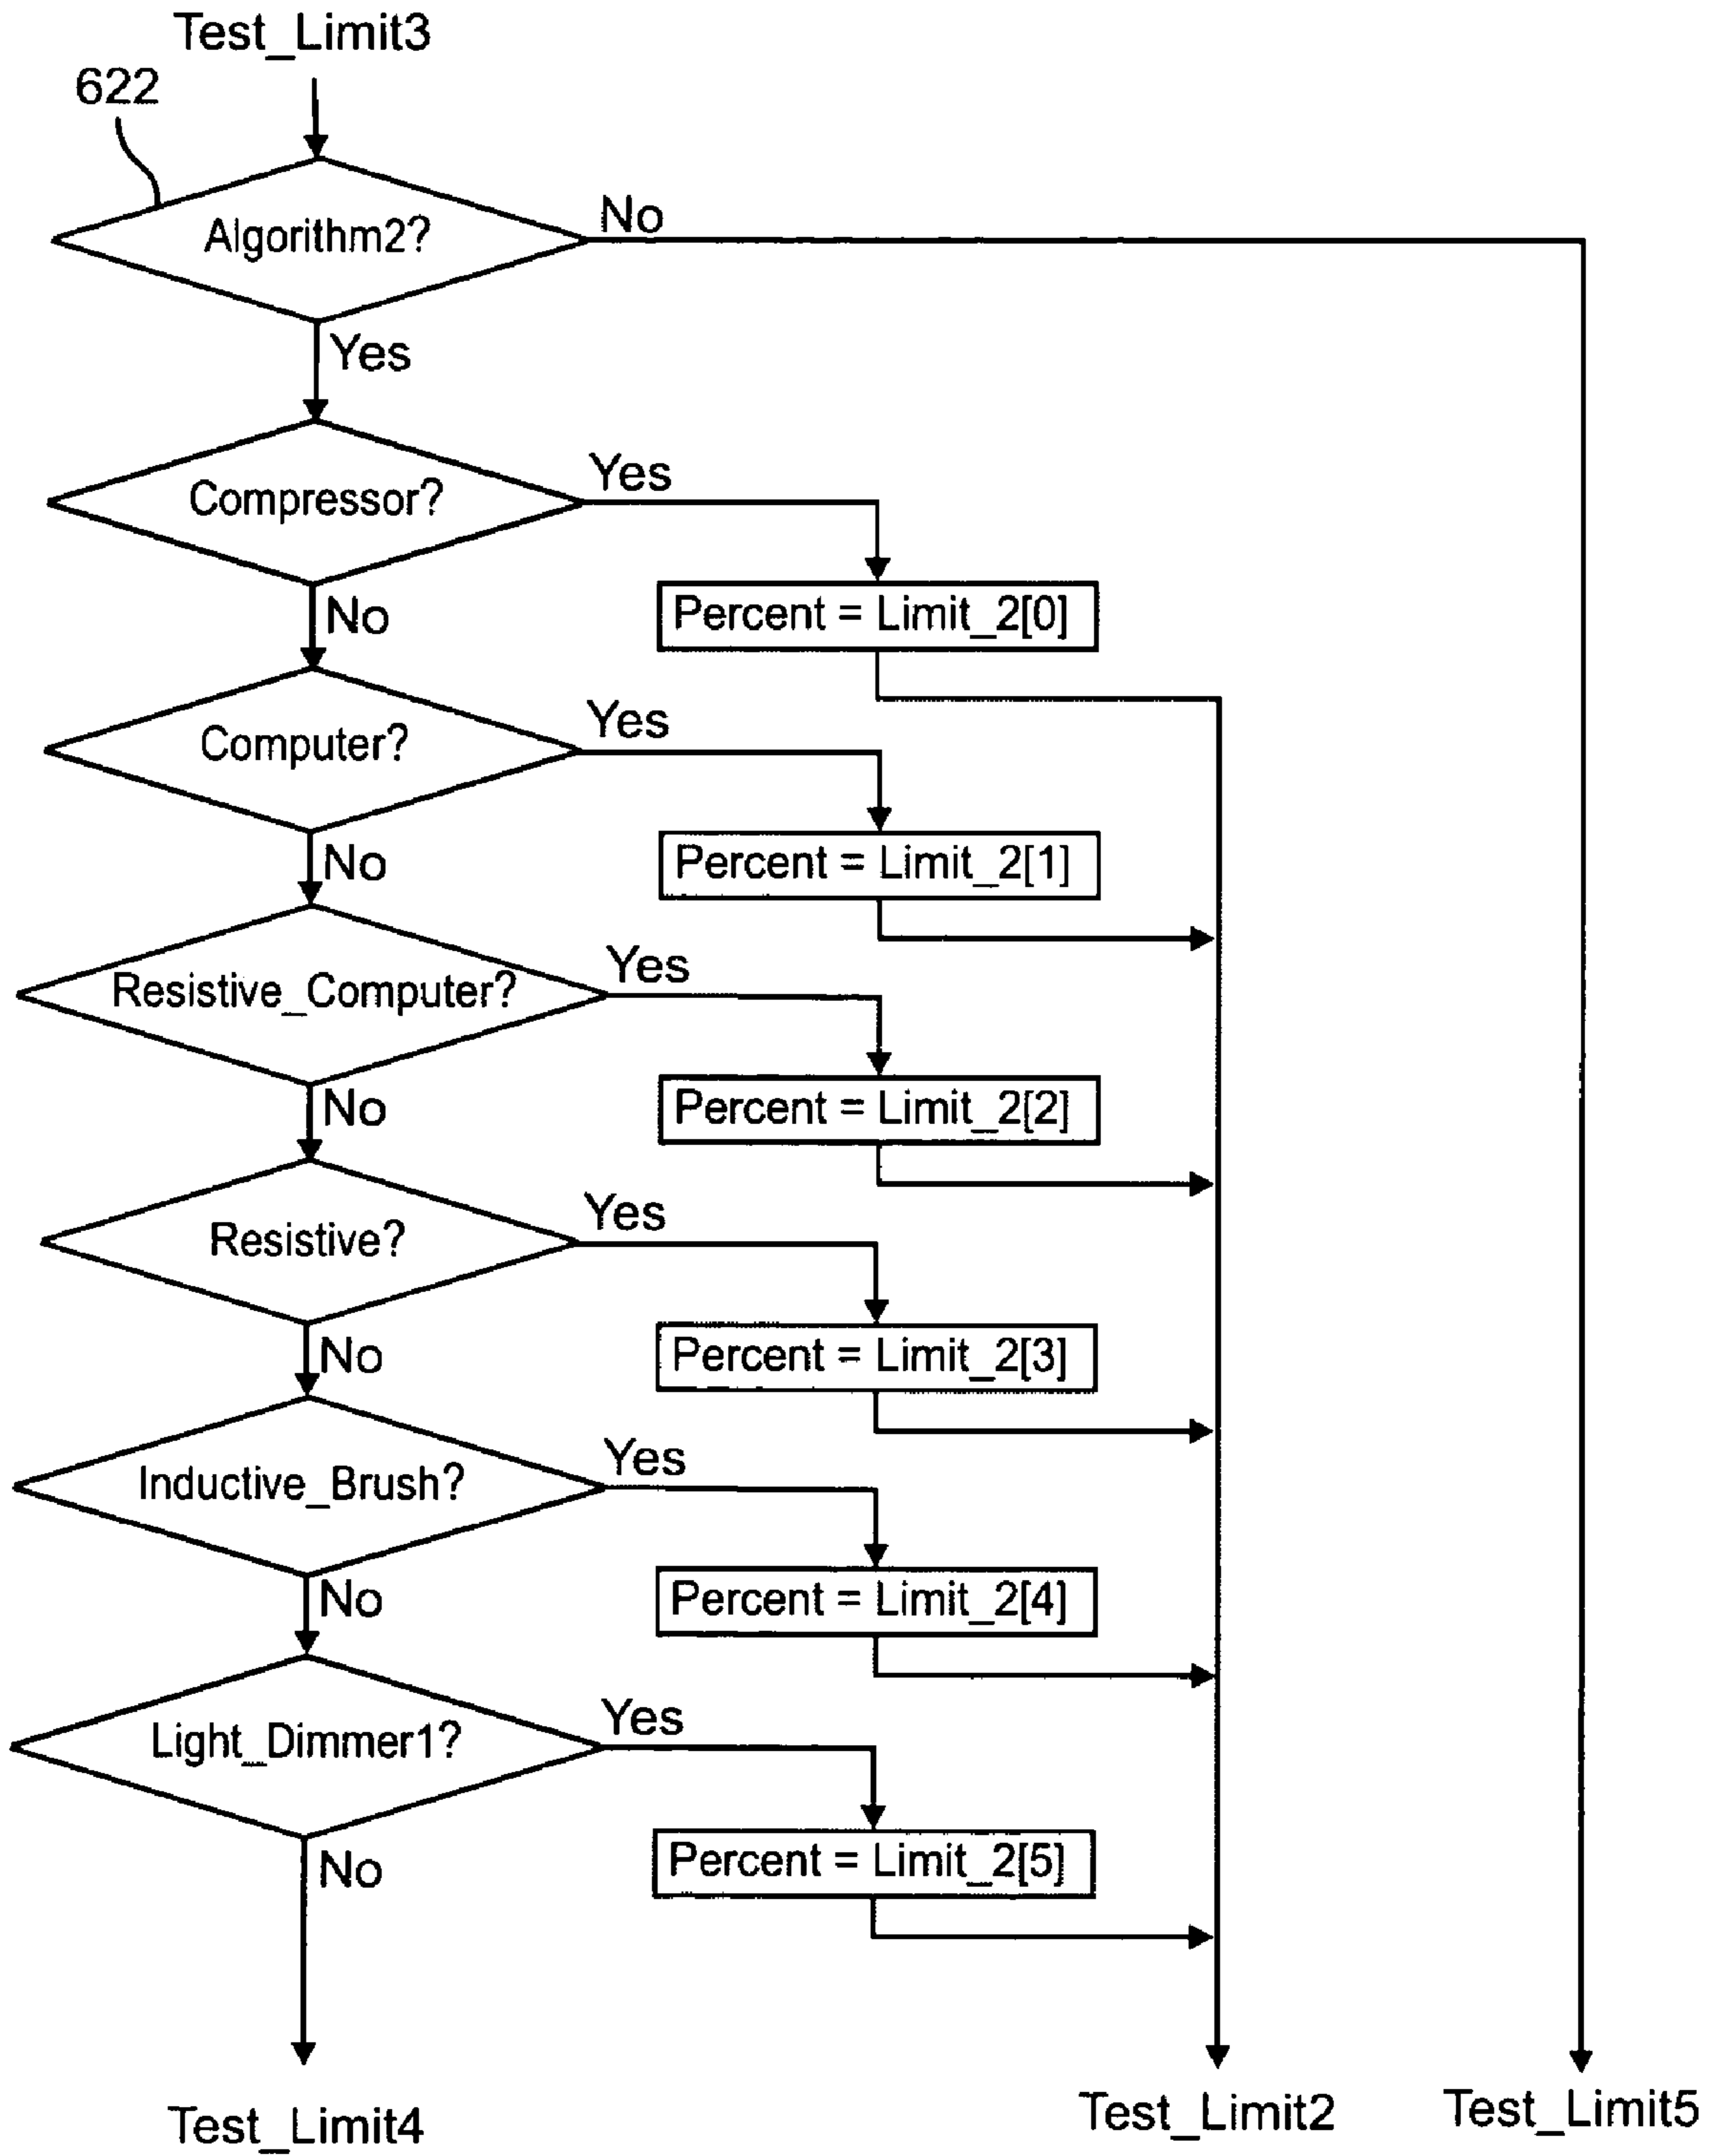 Test_Limit3
622
Algorithm2?
No
Yes
Compressor?
Yes
No
Percent = Limit_2[0]
Computer?
Yes
No
Percent = Limit_2[1]
Resistive_Computer?
Yes
No
Percent = Limit_2[2]
Resistive?
Yes
No
Percent = Limit_2[3]
Inductive_Brush?
Yes
No
Percent = Limit_2[4]
Light_Dimmer1?
Yes
No
Percent = Limit_2[5]
Test_Limit4
Test_Limit2
Test_Limit5